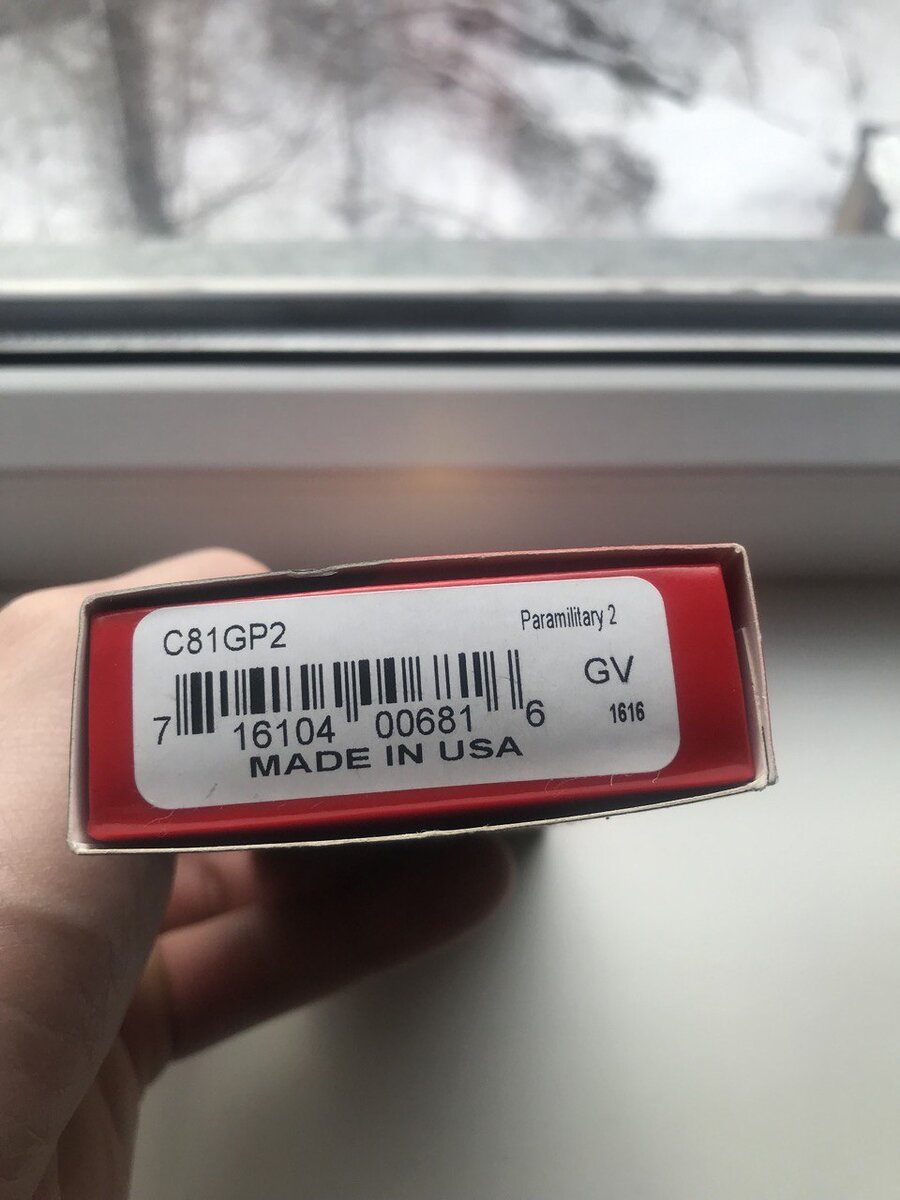 C81GP2
Paramilitary 2
GV
7 16104 00681 6
1616
MADE IN USA